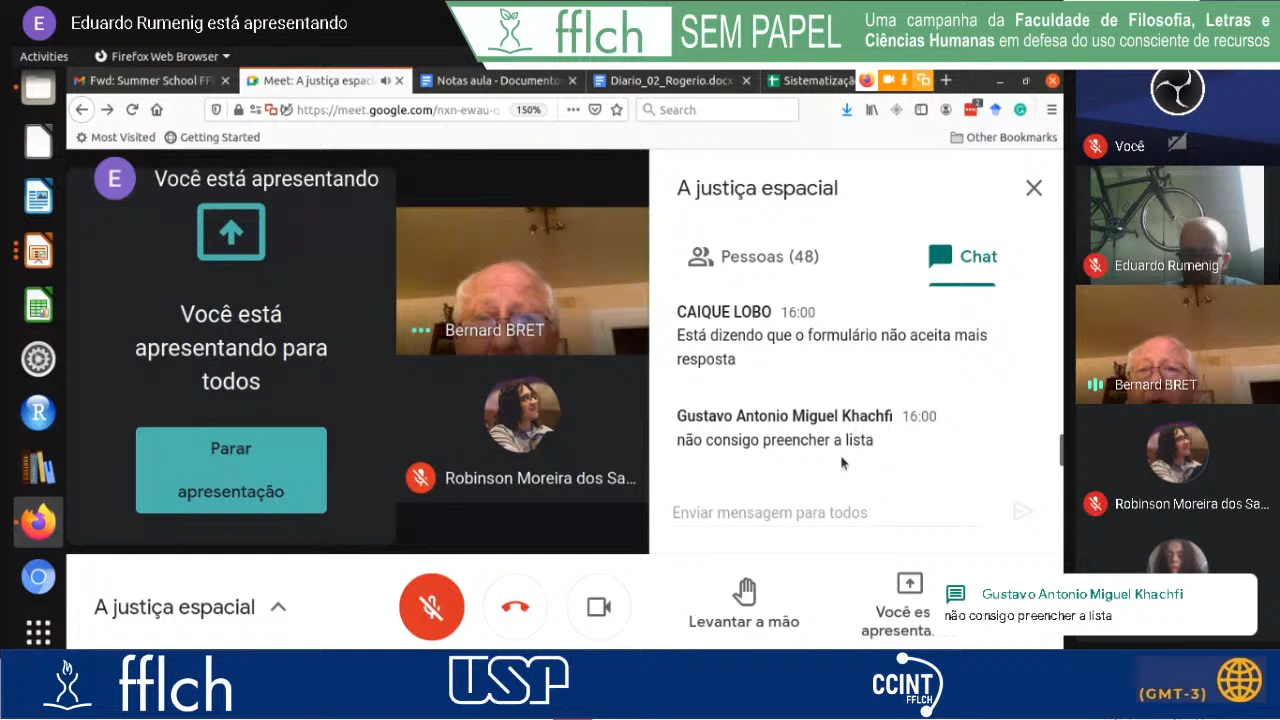 E Eduardo Rumenig está apresentando
fflch
SEM PAPEL
Uma campanha da Faculdade de Filosofia, Letras e
Ciências Humanas em defesa do uso consciente de recursos
Activities
Firefox Web Browser
Fwd: Summer School FF
Meet: A justiça espaci
Notas aula - Documento
Diario_02_Rogerio.docx
Sistematizaçã
https://meet.google.com/nxn-ewau-
150%
Search
2
Most Visited
Getting Started
Other Bookmarks
E Você está apresentando
Você está
apresentando para
todos
Parar
apresentação
Bernard BRET
Robinson Moreira dos Sa...
A justiça espacial
Pessoas (48)
Chat
CAIQUE LOBO 16:00
Está dizendo que o formulário não aceita mais
resposta
Gustavo Antonio Miguel Khachfi 16:00
não consigo preencher a lista
Enviar mensagem para todos
A justiça espacial
Levantar a mão
Você es
apresenta.
Você
Eduardo Rumenig
Bernard BRET
Robinson Moreira dos Sa...
Gustavo Antonio Miguel Khachfi
não consigo preencher a lista
fflch
USP
CCINT
FFLCH
(GMT-3)